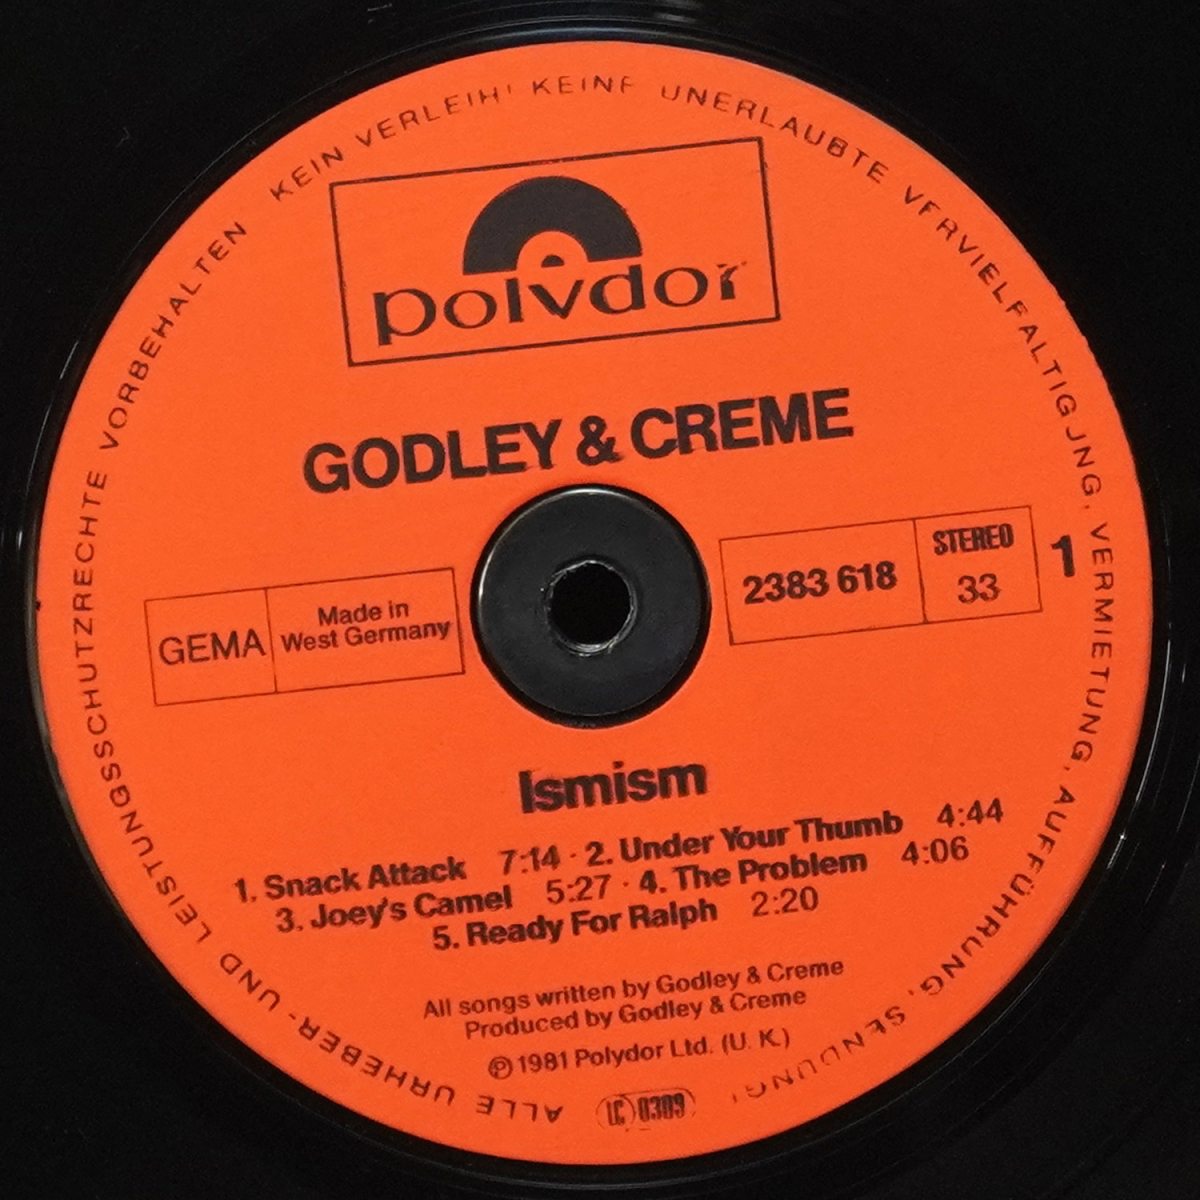 ALLE URHEBER- UND LEISTUNGSSCHUTZRECHTE VORBEHALTEN KEIN VERLEIH! KEINE UNERLAUBTE VERVIELFALTIGUNG, VERMIETUNG, AUFFÜHRUNG, SENDUNG!
polydor
GODLEY & CREME
GEMA
Made in
West Germany
2383 618
STEREO
33
1
Ismism
1. Snack Attack 7:14 · 2. Under Your Thumb 4:44
3. Joey's Camel 5:27 · 4. The Problem 4:06
5. Ready For Ralph 2:20
All songs written by Godley & Creme
Produced by Godley & Creme
℗ 1981 Polydor Ltd. (U. K.)
LC 0309